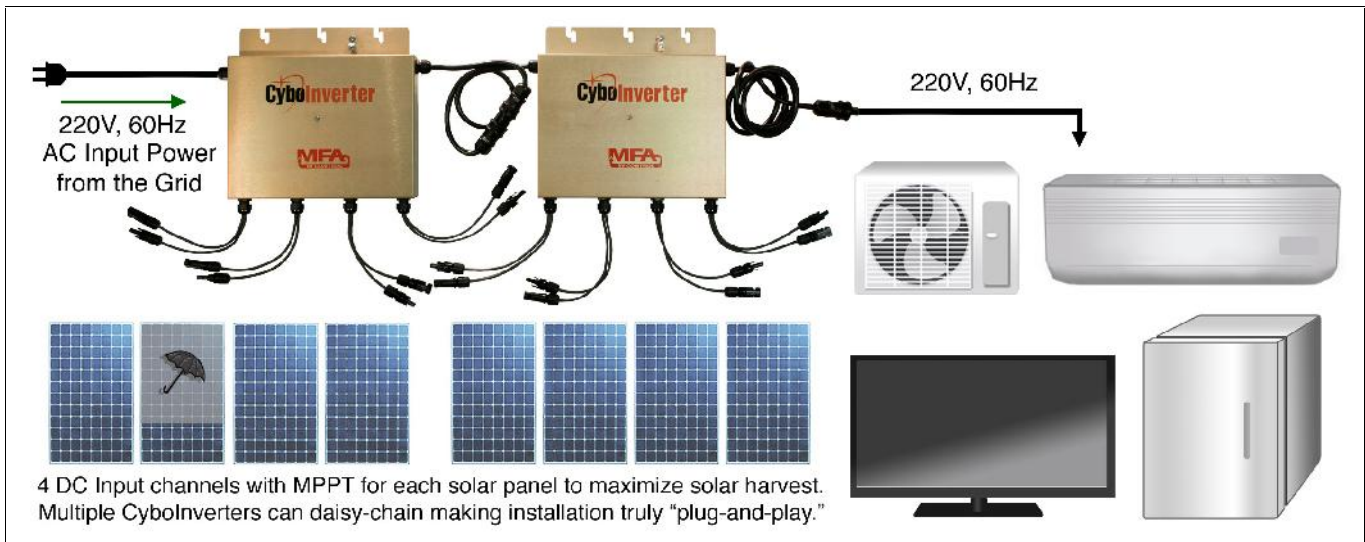 CyboInverter
CyboInverter
MFA
MFA
220V, 60Hz
AC Input Power
from the Grid
220V, 60Hz
4 DC Input channels with MPPT for each solar panel to maximize solar harvest.
Multiple CyboInverters can daisy-chain making installation truly “plug-and-play.”